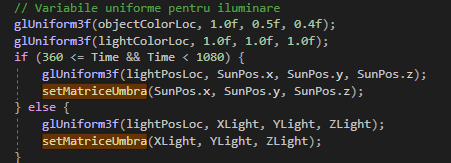 // Variabile uniforme pentru iluminare
glUniform3f(objectColorLoc, 1.0f, 0.5f, 0.4f);
glUniform3f(lightColorLoc, 1.0f, 1.0f, 1.0f);
if (360 <= Time && Time < 1080) {
glUniform3f(lightPosLoc, SunPos.x, SunPos.y, SunPos.z);
setMatriceUmbra(SunPos.x, SunPos.y, SunPos.z);
} else {
glUniform3f(lightPosLoc, XLight, YLight, ZLight);
setMatriceUmbra(XLight, YLight, ZLight);
}